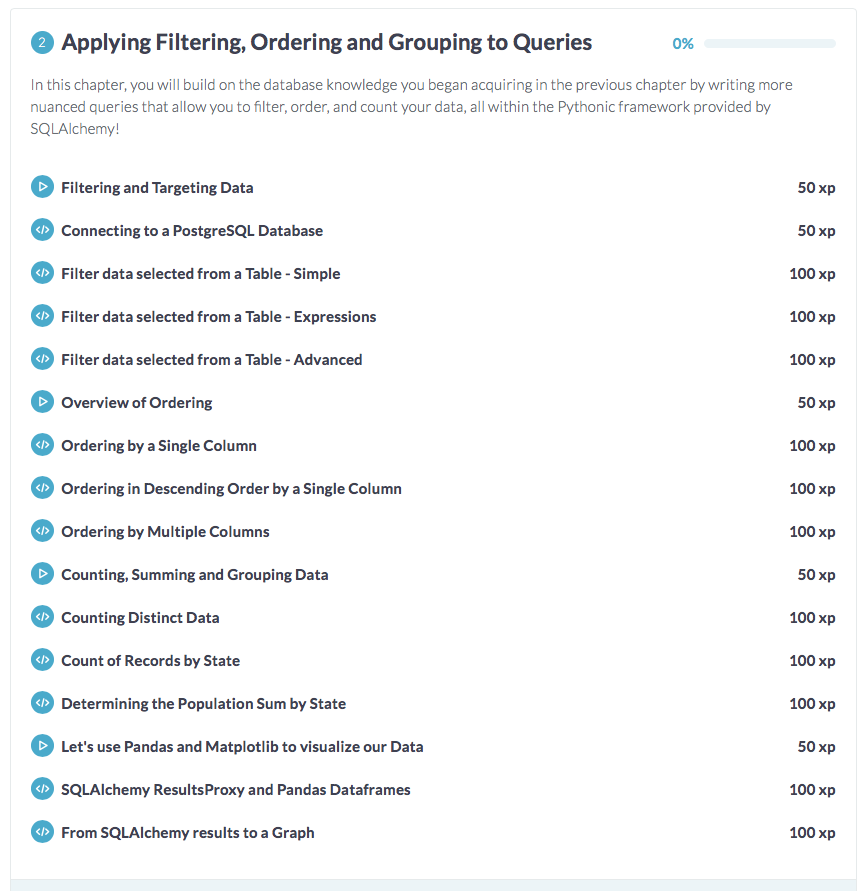 2 Applying Filtering, Ordering and Grouping to Queries 0%
In this chapter, you will build on the database knowledge you began acquiring in the previous chapter by writing more
nuanced queries that allow you to filter, order, and count your data, all within the Pythonic framework provided by
SQLAlchemy!
Filtering and Targeting Data 50 xp
Connecting to a PostgreSQL Database 50 xp
Filter data selected from a Table - Simple 100 xp
Filter data selected from a Table - Expressions 100 xp
Filter data selected from a Table - Advanced 100 xp
Overview of Ordering 50 xp
Ordering by a Single Column 100 xp
Ordering in Descending Order by a Single Column 100 xp
Ordering by Multiple Columns 100 xp
Counting, Summing and Grouping Data 50 xp
Counting Distinct Data 100 xp
Count of Records by State 100 xp
Determining the Population Sum by State 100 xp
Let's use Pandas and Matplotlib to visualize our Data 50 xp
SQLAlchemy ResultsProxy and Pandas Dataframes 100 xp
From SQLAlchemy results to a Graph 100 xp